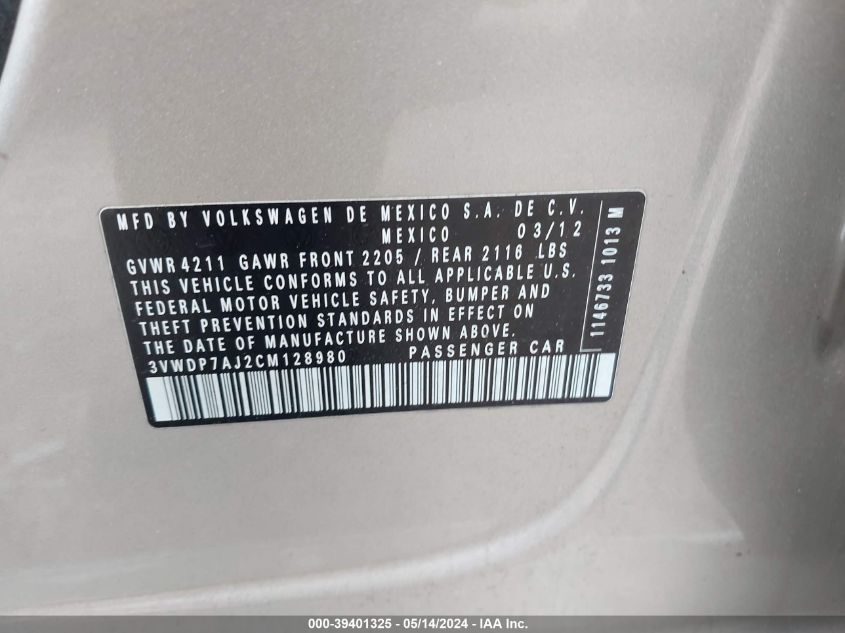 MFD BY VOLKSWAGEN DE MEXICO S.A. DE C.V.
MEXICO 03/12
GVWR 4211 GAWR FRONT 2205 / REAR 2116 LBS
THIS VEHICLE CONFORMS TO ALL APPLICABLE U.S.
FEDERAL MOTOR VEHICLE SAFETY, BUMPER AND
THEFT PREVENTION STANDARDS IN EFFECT ON
THE DATE OF MANUFACTURE SHOWN ABOVE.
3VWDP7AJ2CM128980 PASSENGER CAR
1146733 1013 M
000-39401325 - 05/14/2024 - IAA Inc.